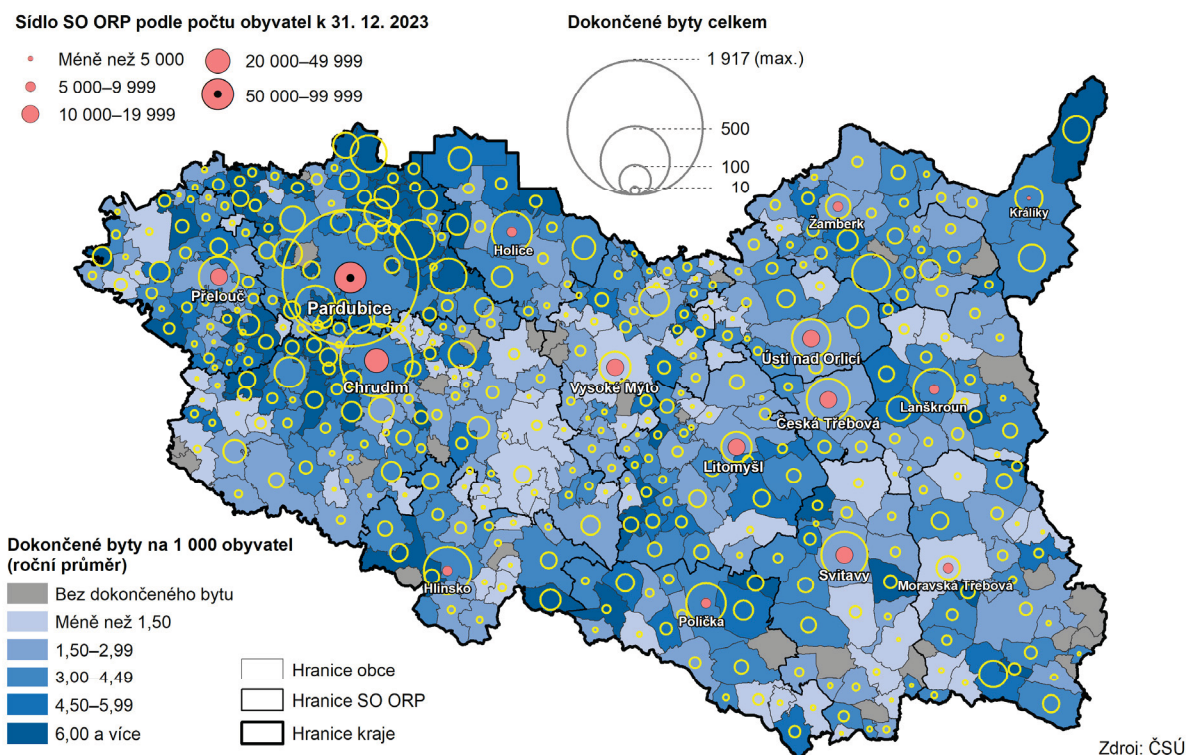 Sídlo SO ORP podle počtu obyvatel k 31. 12. 2023
Méně než 5 000
5 000–9 999
10 000–19 999
20 000–49 999
50 000–99 999
Dokončené byty celkem
1 917 (max.)
500
100
10
Králíky
Žamberk
Holice
Přelouč
Pardubice
Ústí nad Orlicí
Chrudim
Vysoké Mýto
Lanškroun
Česká Třebová
Litomyšl
Svitavy
Moravská Třebová
Hlinsko
Polička
Dokončené byty na 1 000 obyvatel
(roční průměr)
Bez dokončeného bytu
Méně než 1,50
1,50–2,99
3,00–4,49
4,50–5,99
6,00 a více
Hranice obce
Hranice SO ORP
Hranice kraje
Zdroj: ČSÚ